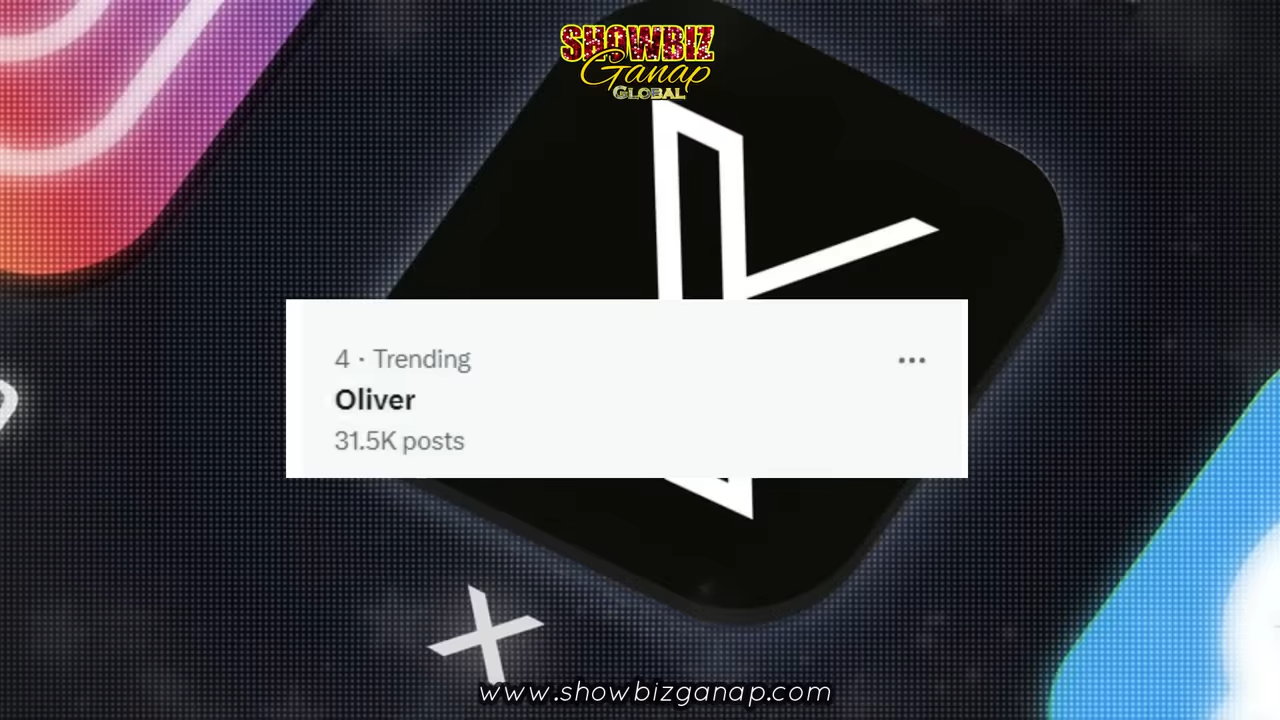 SHOWBIZ
Ganap
GLOBAL
4 · Trending
Oliver
31.5K posts
www.showbizganap.com